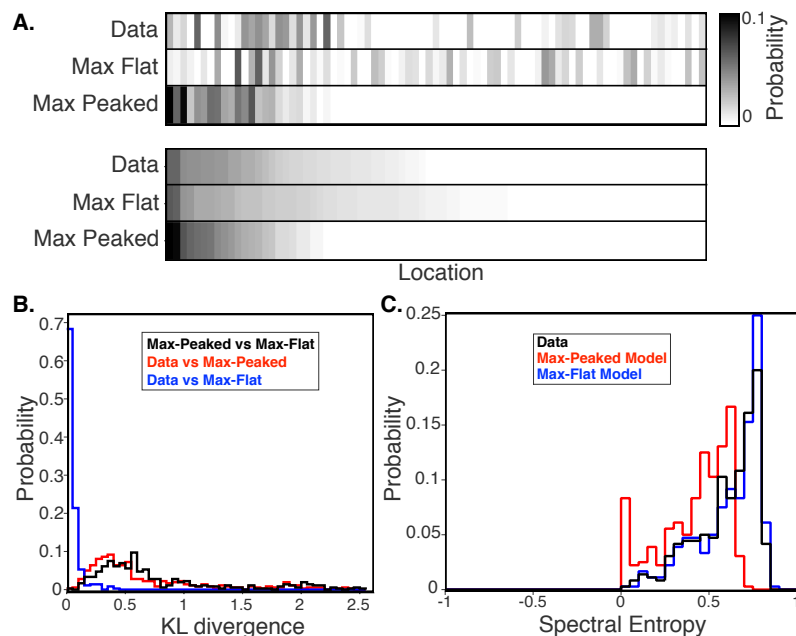 A.
Data
Max Flat
Max Peaked
0.1
0
Probability
Data
Max Flat
Max Peaked
Location
B.
0.7
0.6
0.5
0.4
0.3
0.2
0.1
0
Probability
Max-Peaked vs Max-Flat
Data vs Max-Peaked
Data vs Max-Flat
0 0.5 1 1.5 2 2.5
KL divergence
C.
0.25
0.2
0.15
0.1
0.05
0
Probability
Data
Max-Peaked Model
Max-Flat Model
-1 -0.5 0 0.5 1
Spectral Entropy